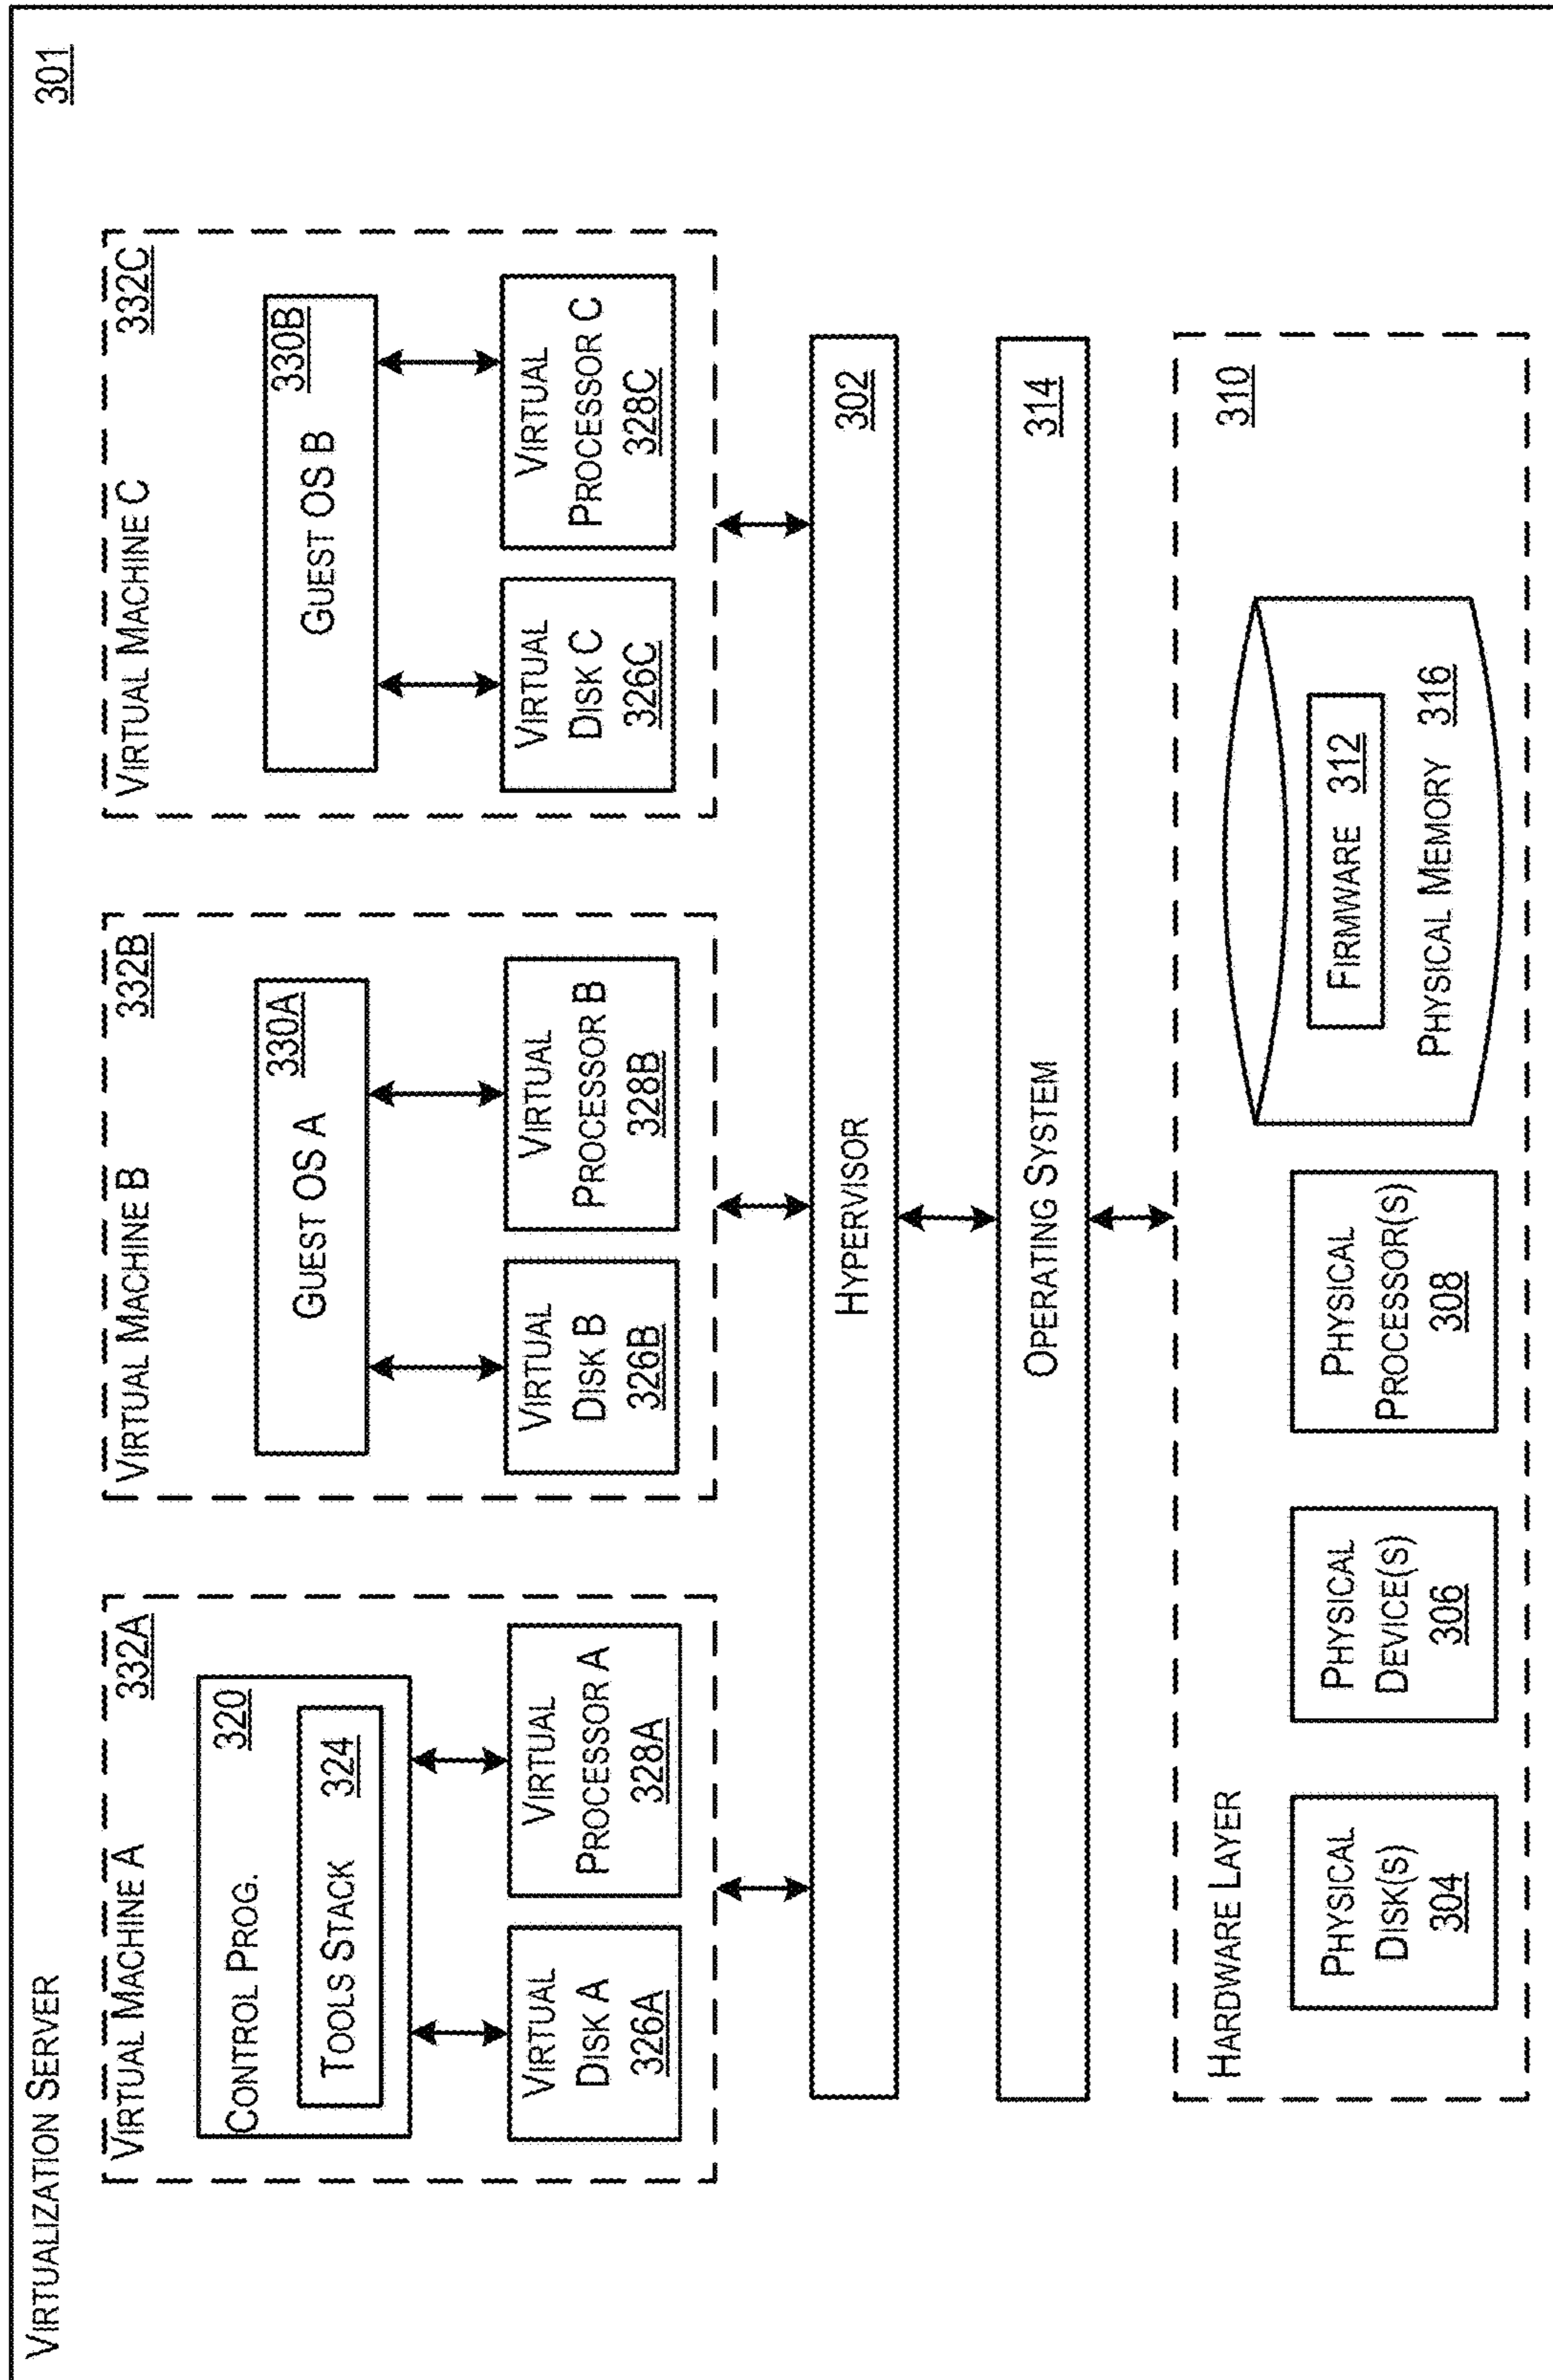 VIRTUALIZATION SERVER
301
VIRTUAL MACHINE A
332A
CONTROL PROG.
320
TOOLS STACK
324
VIRTUAL
DISK A
326A
VIRTUAL
PROCESSOR A
328A
VIRTUAL MACHINE B
332B
330A
GUEST OS A
VIRTUAL
DISK B
326B
VIRTUAL
PROCESSOR B
328B
VIRTUAL MACHINE C
332C
330B
GUEST OS B
VIRTUAL
DISK C
326C
VIRTUAL
PROCESSOR C
328C
HYPERVISOR
302
OPERATING SYSTEM
314
HARDWARE LAYER
310
PHYSICAL
DISK(S)
304
PHYSICAL
DEVICE(S)
306
PHYSICAL
PROCESSOR(S)
308
FIRMWARE 312
PHYSICAL MEMORY 316